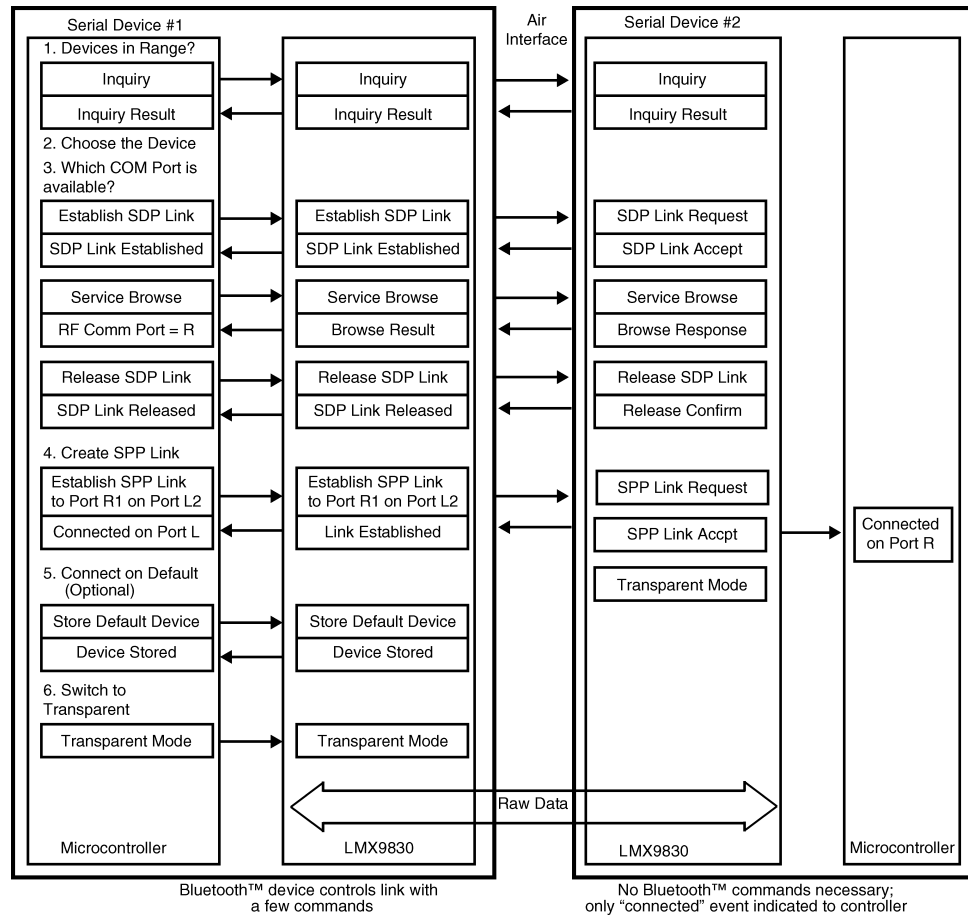 Serial Device #1
Air
Interface
Serial Device #2
1. Devices in Range?
Inquiry
Inquiry
Inquiry
Inquiry Result
Inquiry Result
Inquiry Result
2. Choose the Device
3. Which COM Port is
available?
Establish SDP Link
Establish SDP Link
SDP Link Request
SDP Link Established
SDP Link Established
SDP Link Accept
Service Browse
Service Browse
Service Browse
RF Comm Port = R
Browse Result
Browse Response
Release SDP Link
Release SDP Link
Release SDP Link
SDP Link Released
SDP Link Released
Release Confirm
4. Create SPP Link
Establish SPP Link
to Port R1 on Port L2
Establish SPP Link
to Port R1 on Port L2
SPP Link Request
Connected on Port L
Link Established
SPP Link Accpt
Connected
on Port R
5. Connect on Default
(Optional)
Transparent Mode
Store Default Device
Store Default Device
Device Stored
Device Stored
6. Switch to
Transparent
Transparent Mode
Transparent Mode
Raw Data
Microcontroller
LMX9830
LMX9830
Microcontroller
Bluetooth™ device controls link with
a few commands
No Bluetooth™ commands necessary;
only “connected” event indicated to controller